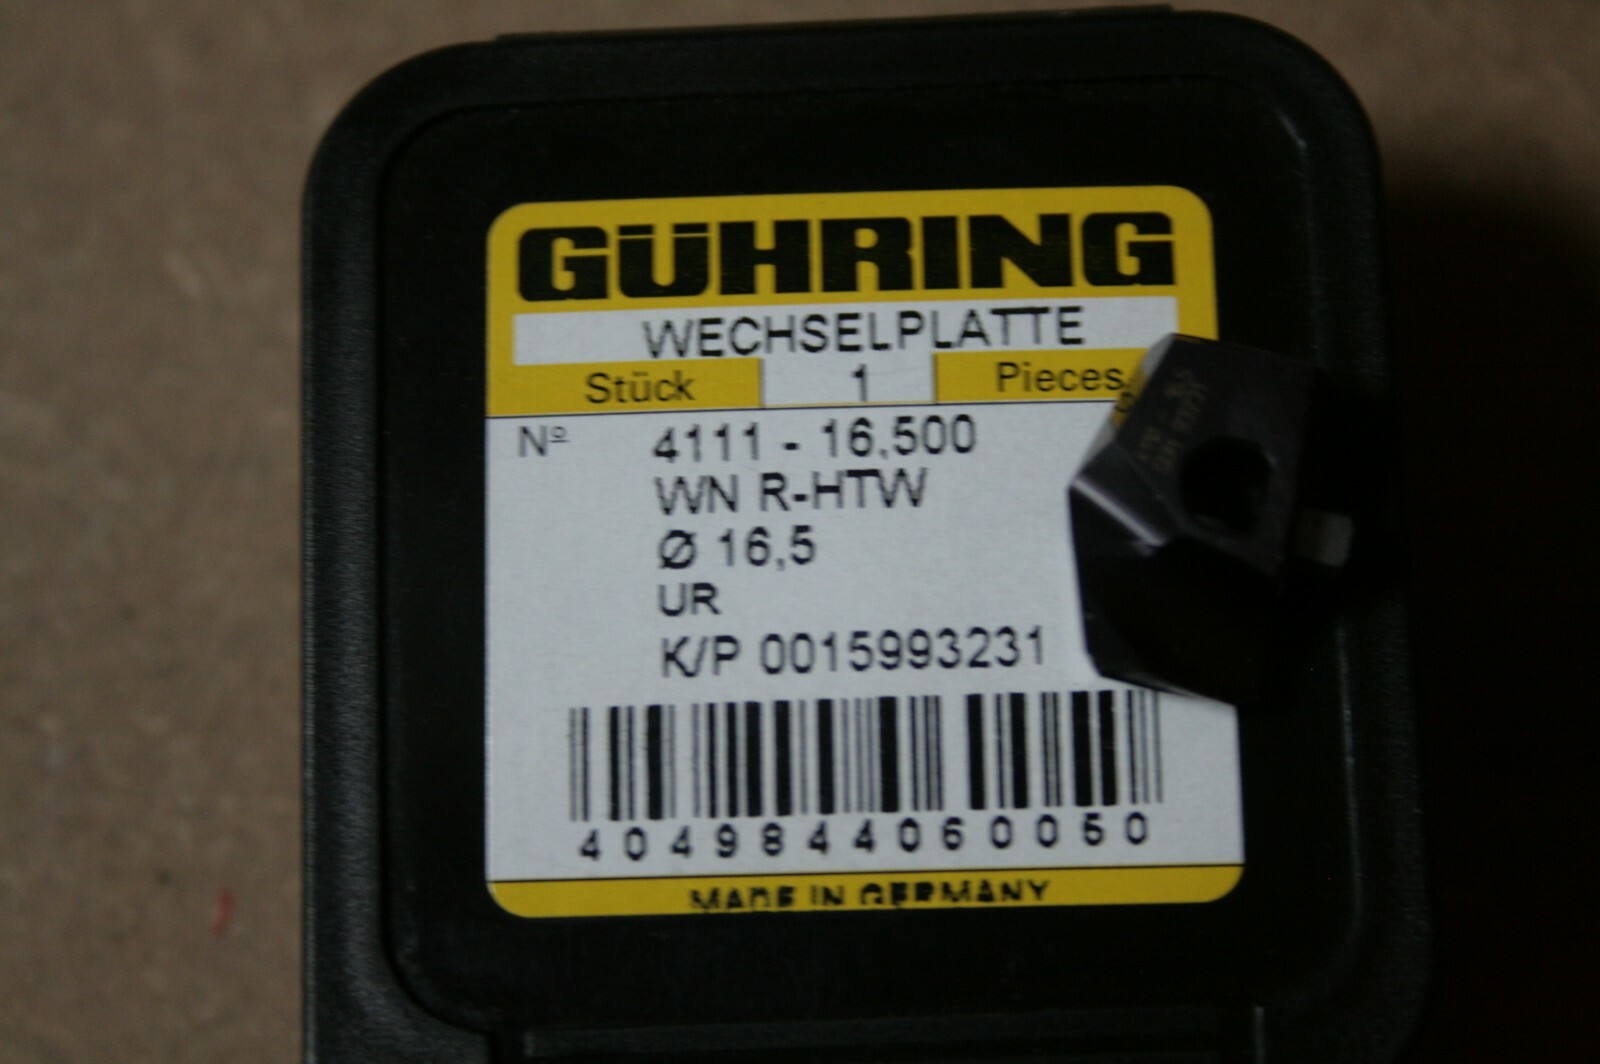 GÜHRING
WECHSELPLATTE
Stück 1 Pieces
Nº 4111 - 16,500
WN R-HTW
Ø 16,5
UR
K/P 0015993231
4049844060050
MADE IN GERMANY